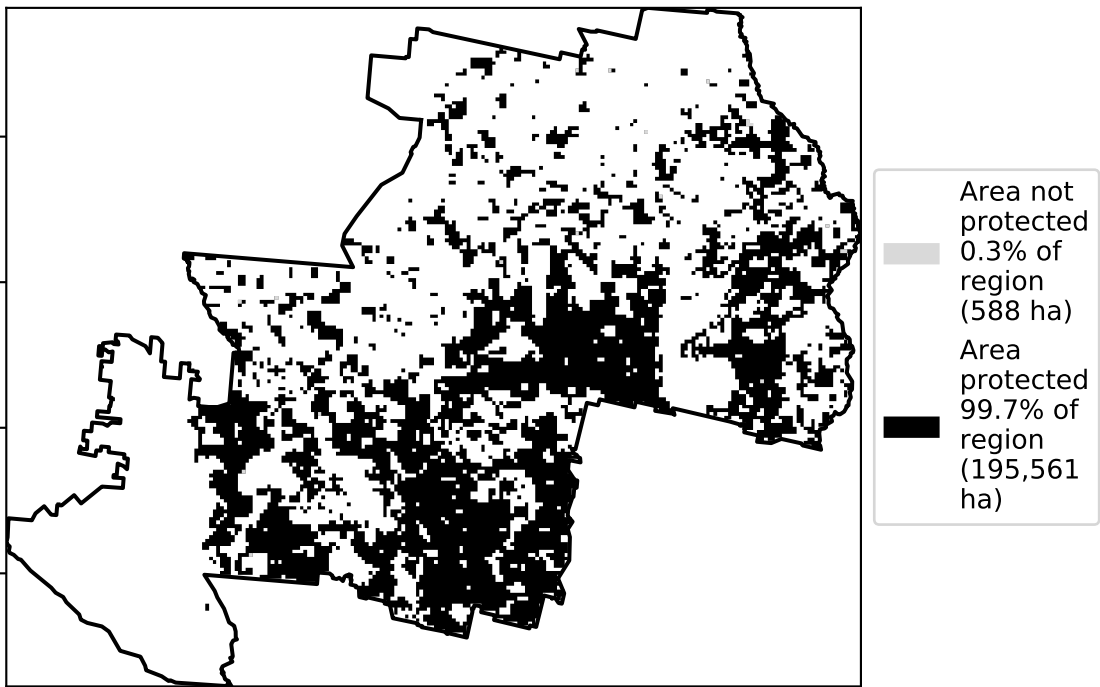 Area not
protected
0.3% of
region
(588 ha)
Area
protected
99.7% of
region
(195,561
ha)